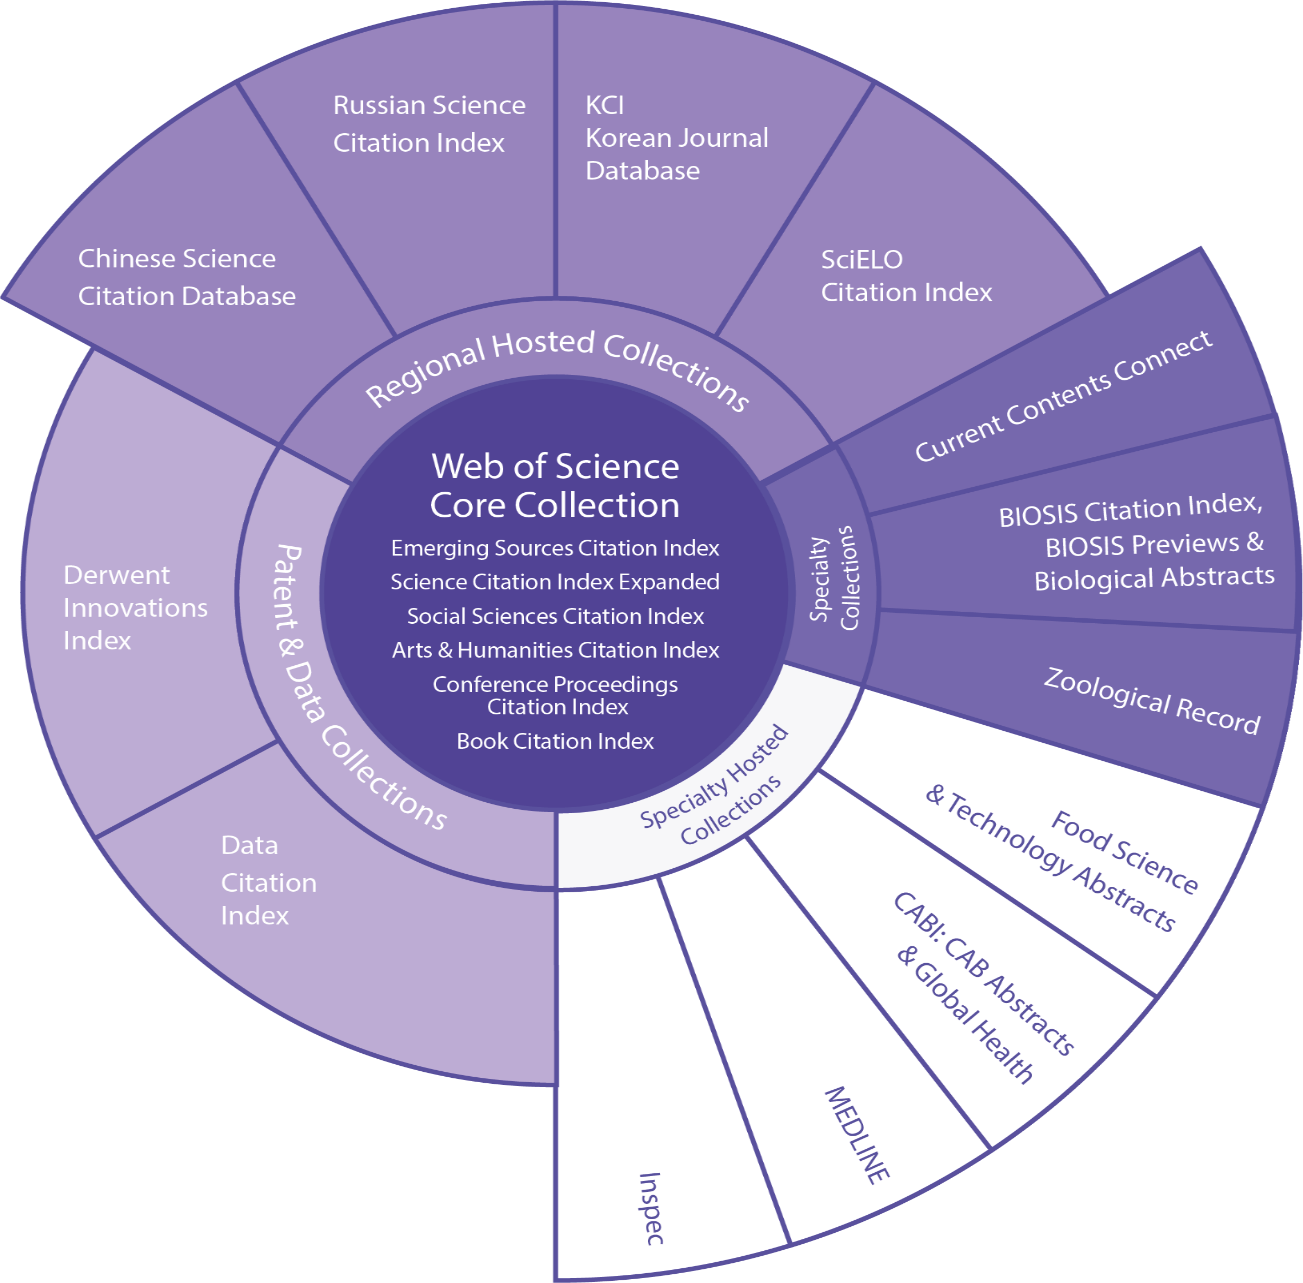 Russian Science
Citation Index
KCI
Korean Journal
Database
Chinese Science
Citation Database
SciELO
Citation Index
Regional Hosted Collections
Current Contents Connect
BIOSIS Citation Index,
BIOSIS Previews &
Biological Abstracts
Zoological Record
Specialty
Collections
Web of Science
Core Collection
Emerging Sources Citation Index
Science Citation Index Expanded
Social Sciences Citation Index
Arts & Humanities Citation Index
Conference Proceedings
Citation Index
Book Citation Index
Patent & Data Collections
Derwent
Innovations
Index
Data
Citation
Index
Specialty Hosted
Collections
Food Science
& Technology Abstracts
CABI: CAB Abstracts
& Global Health
MEDLINE
Inspec